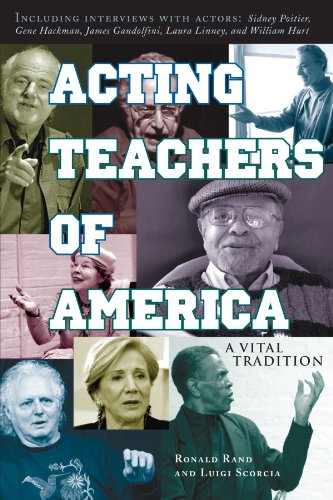 INCLUDING INTERVIEWS WITH ACTORS: Sidney Poitier,
Gene Hackman, James Gandolfini, Laura Linney, and William Hurt
ACTING
TEACHERS
OF
AMERICA
A VITAL
TRADITION
RONALD RAND
AND LUIGI SCORCIA